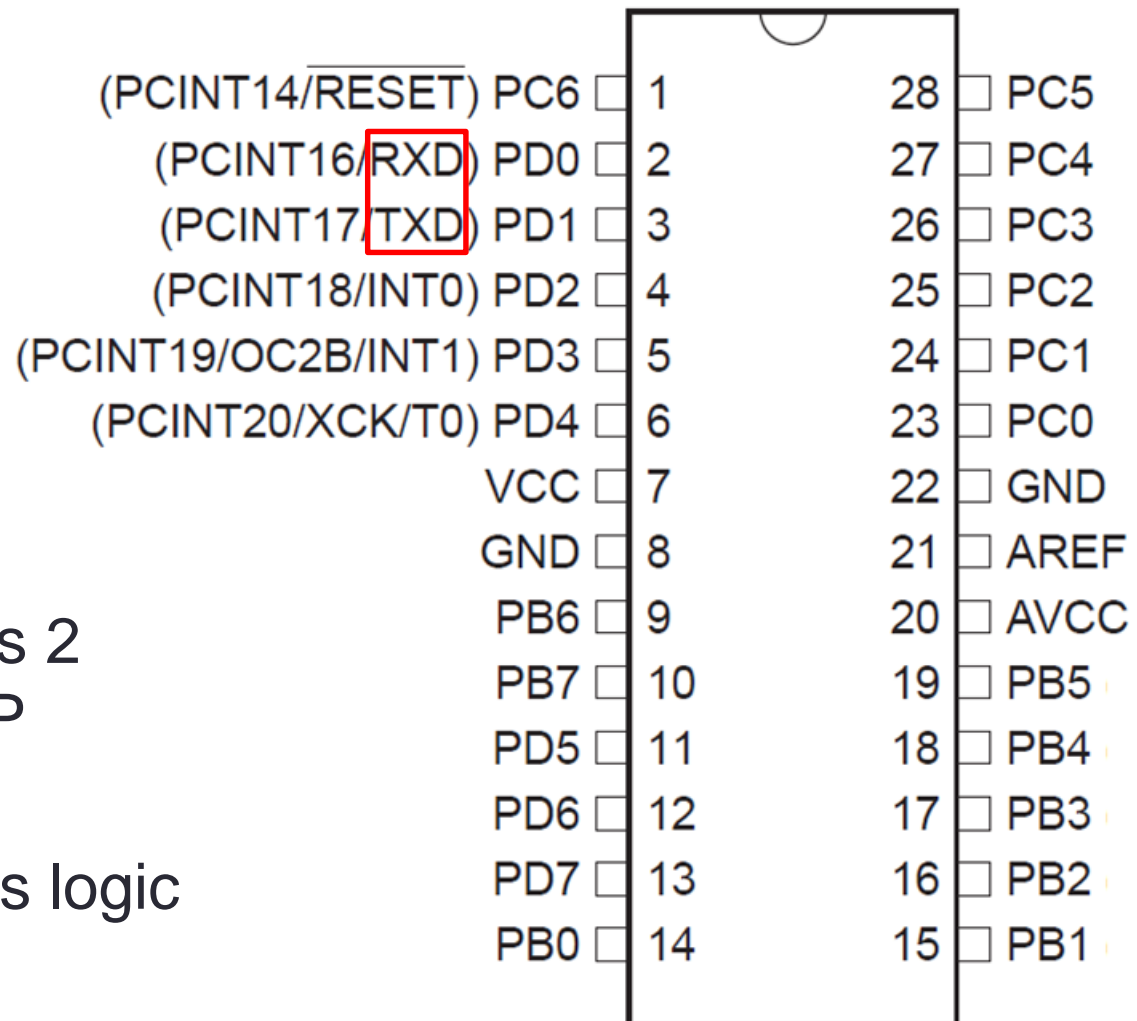 (PCINT14/RESET) PC6 1 28 PC5
(PCINT16/RXD) PD0 2 27 PC4
(PCINT17/TXD) PD1 3 26 PC3
(PCINT18/INT0) PD2 4 25 PC2
(PCINT19/OC2B/INT1) PD3 5 24 PC1
(PCINT20/XCK/T0) PD4 6 23 PC0
VCC 7 22 GND
GND 8 21 AREF
PB6 9 20 AVCC
s 2
PB7 10 19 PB5
P
PD5 11 18 PB4
PD6 12 17 PB3
s logic
PD7 13 16 PB2
PB0 14 15 PB1